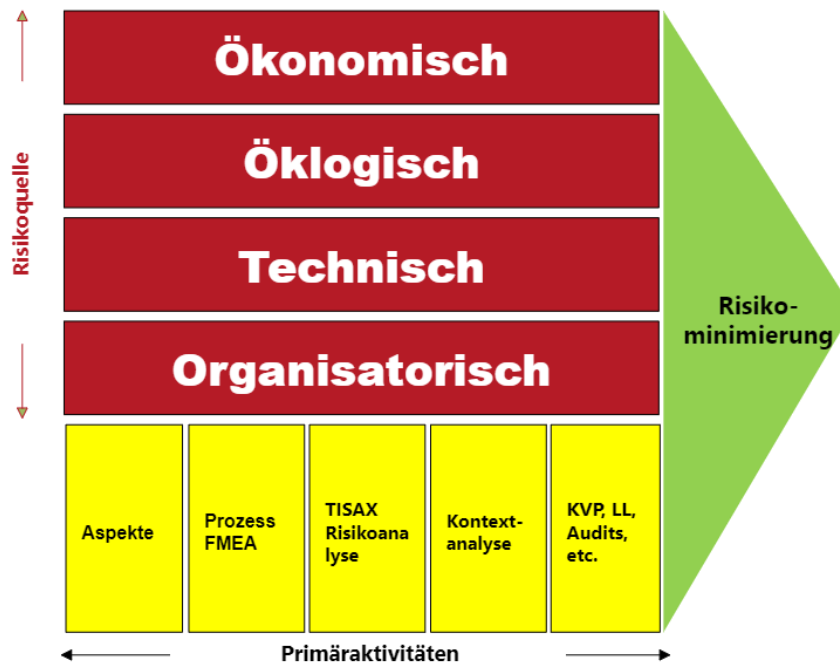 Ökonomisch
Öklogisch
Technisch
Organisatorisch
Risikoquelle
Risiko-
minimierung
Aspekte
Prozess
FMEA
TISAX
Risikoana
lyse
Kontext-
analyse
KVP, LL,
Audits,
etc.
Primäraktivitäten